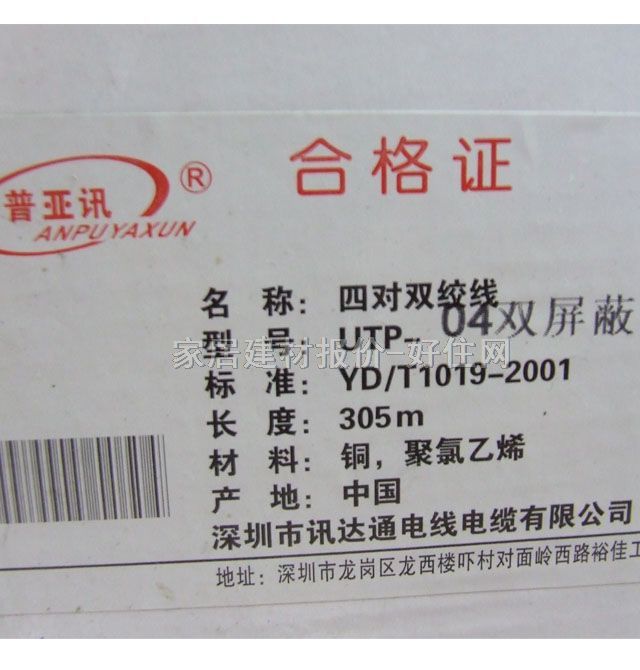 合格证
普亚讯®
ANPUYAXUN
名 称：四对双绞线
型 号：UTP-04双屏蔽
家居建材报价-好住网
标 准：YD/T1019-2001
长 度：305m
材 料：铜，聚氯乙烯
产 地：中国
深圳市讯达通电线电缆有限公司
地址：深圳市龙岗区龙西楼吓村对面岭西路裕佳工